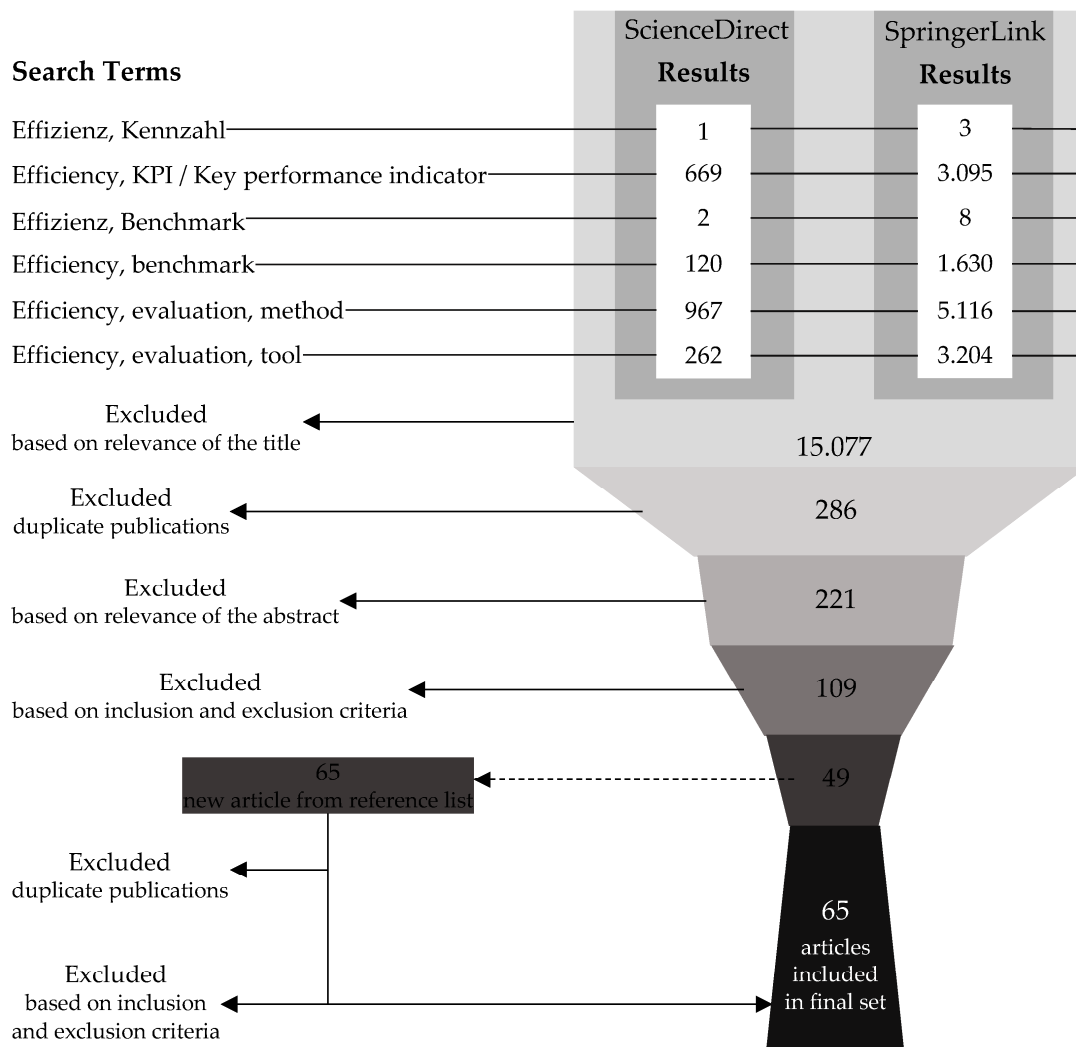 ScienceDirect
SpringerLink
Search Terms
Results
Results
Effizienz, Kennzahl
1
3
Efficiency, KPI / Key performance indicator
669
3.095
Effizienz, Benchmark
2
8
Efficiency, benchmark
120
1.630
Efficiency, evaluation, method
967
5.116
Efficiency, evaluation, tool
262
3.204
Excluded
based on relevance of the title
15.077
Excluded
duplicate publications
286
Excluded
based on relevance of the abstract
221
Excluded
based on inclusion and exclusion criteria
109
65
new article from reference list
49
Excluded
duplicate publications
65
articles
included
in final set
Excluded
based on inclusion
and exclusion criteria